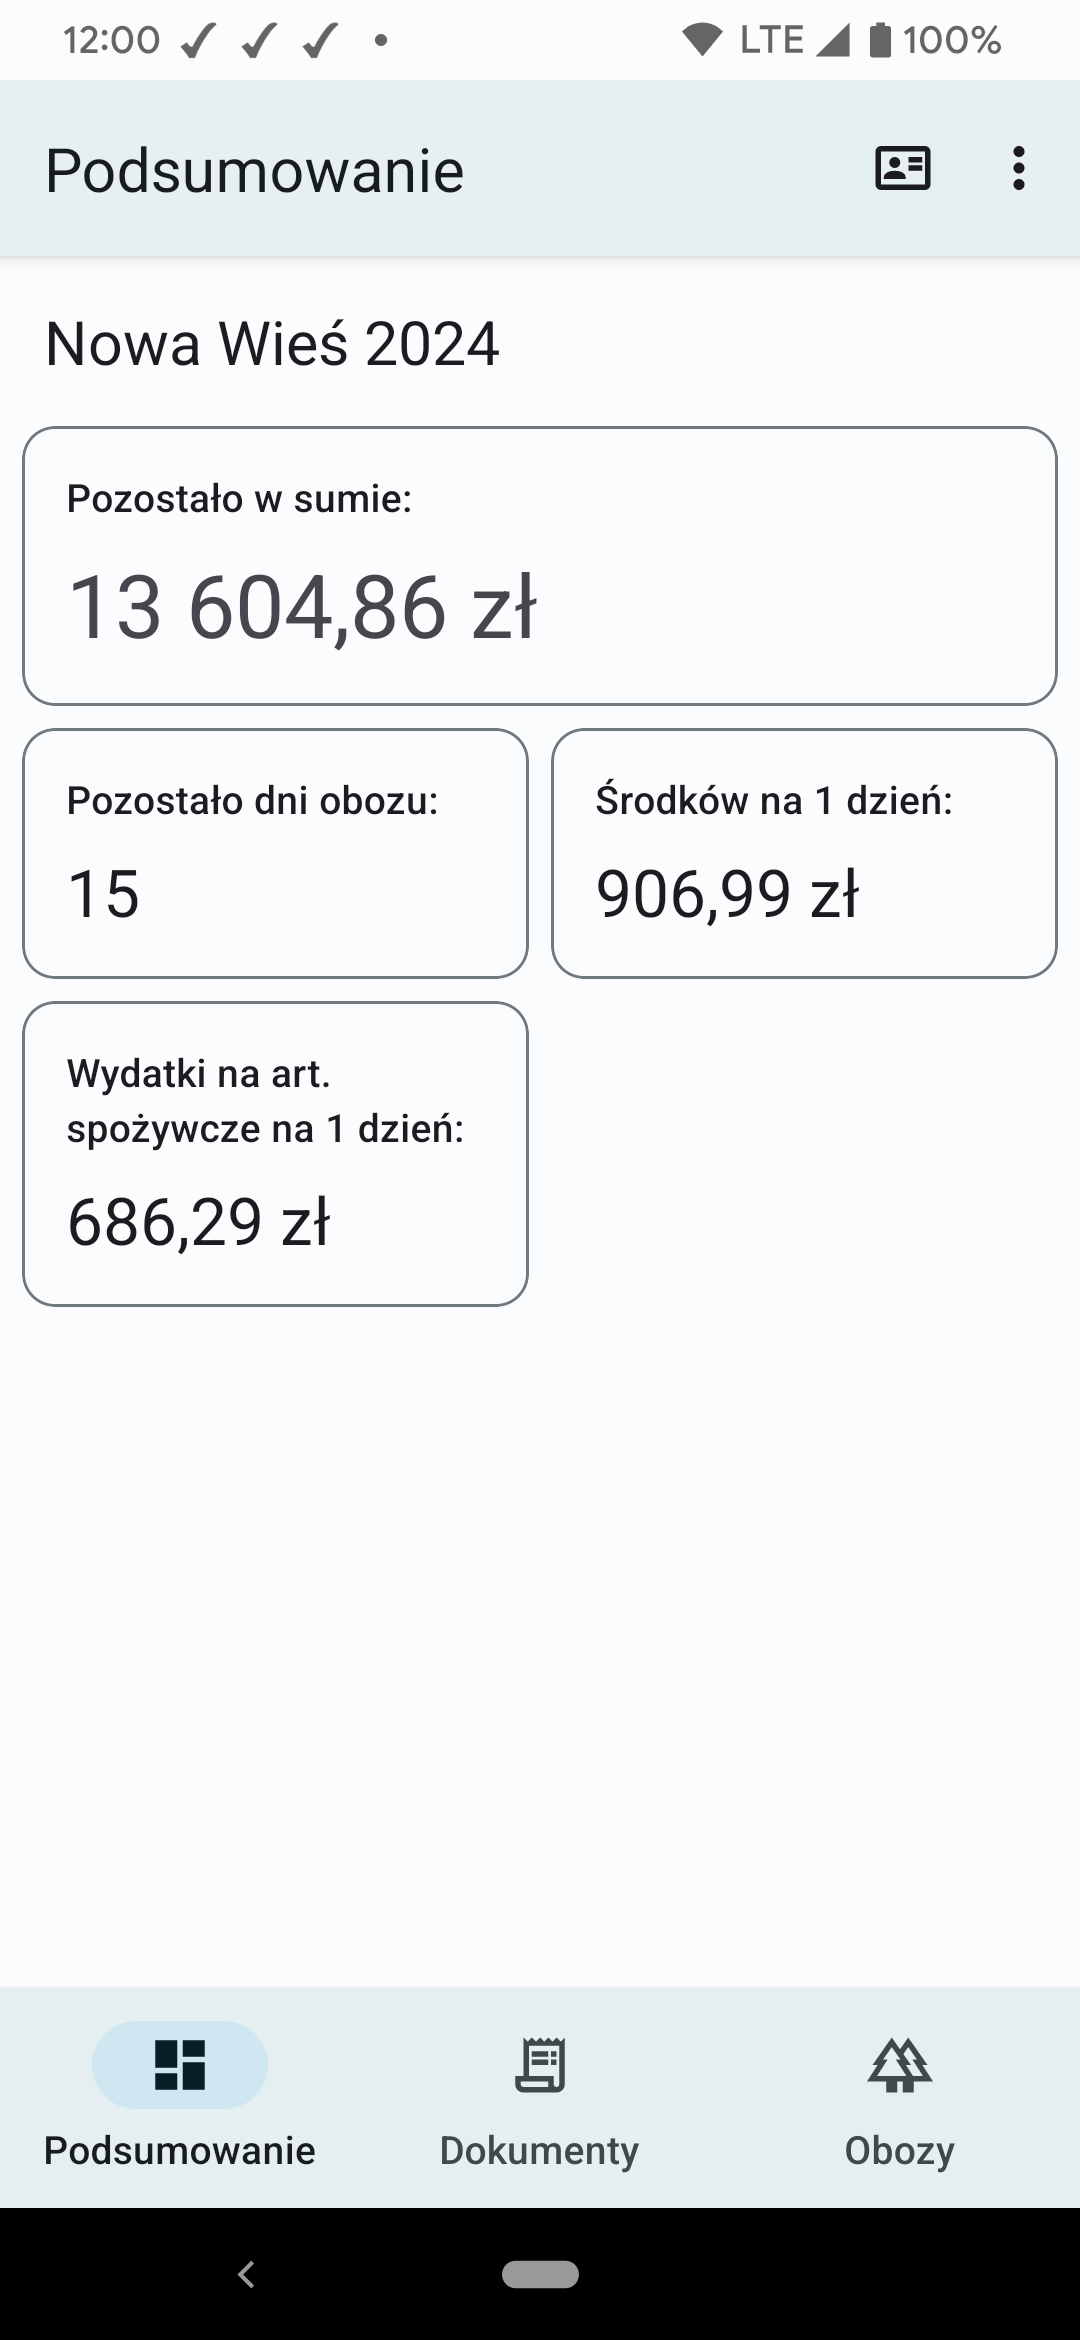 12:00
LTE 100%
Podsumowanie
Nowa Wieś 2024
Pozostało w sumie:
13 604,86 zł
Pozostało dni obozu:
15
Środków na 1 dzień:
906,99 zł
Wydatki na art.
spożywcze na 1 dzień:
686,29 zł
Podsumowanie
Dokumenty
Obozy